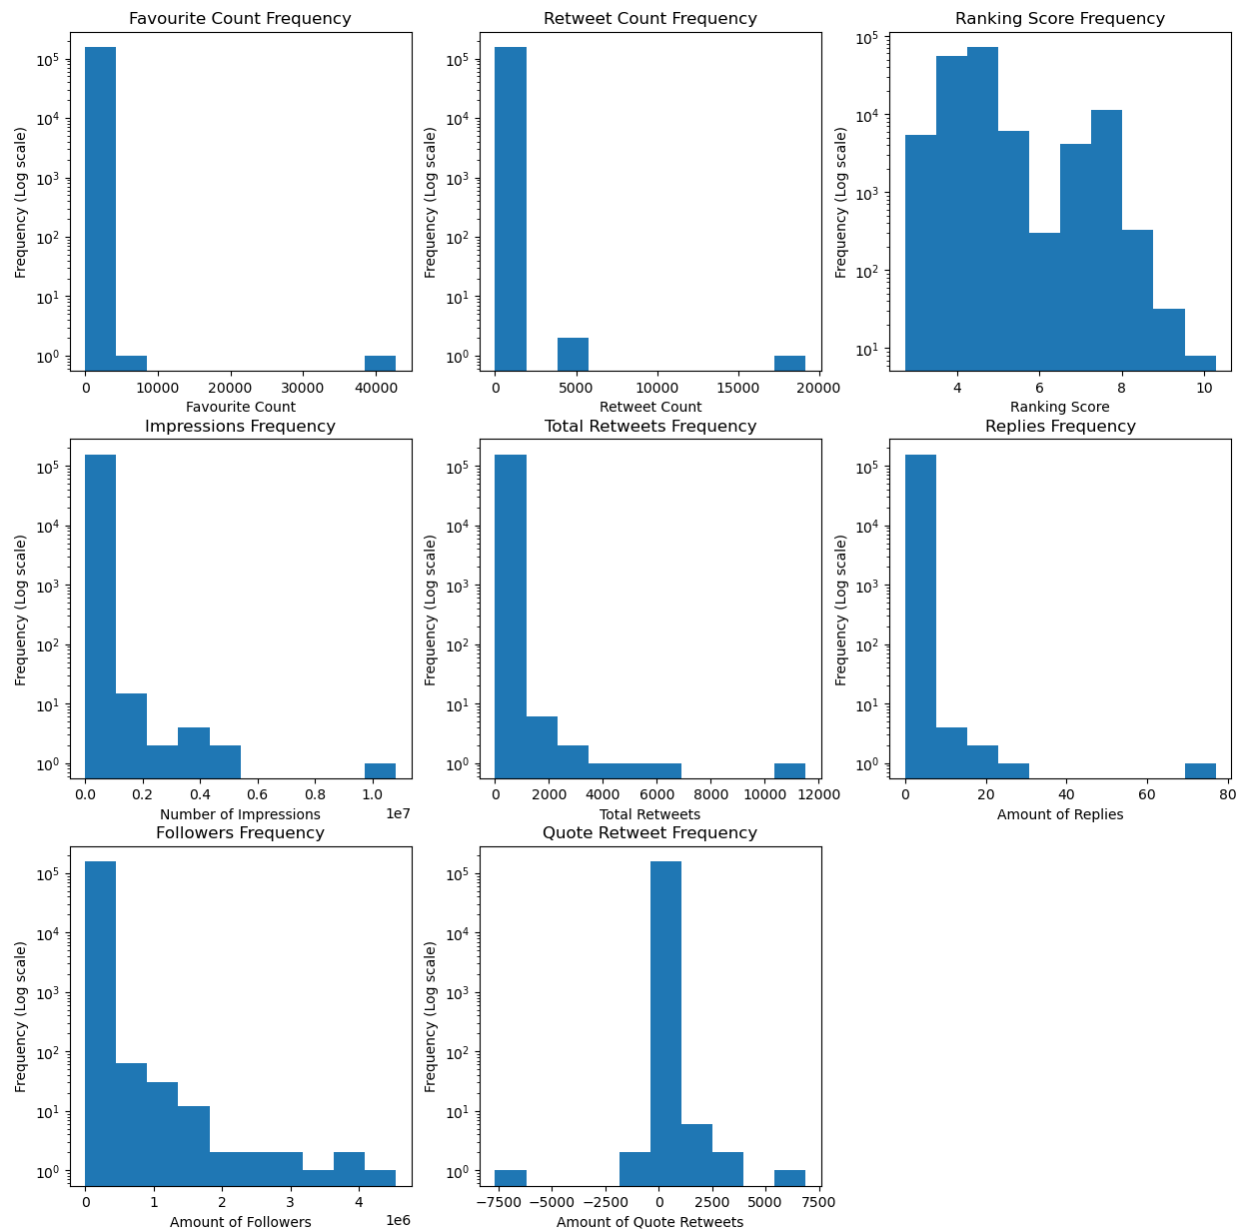 Favourite Count Frequency
Retweet Count Frequency
Ranking Score Frequency
Frequency (Log scale)
10^5
10^4
10^3
10^2
10^1
10^0
0 10000 20000 30000 40000
Favourite Count
Frequency (Log scale)
10^5
10^4
10^3
10^2
10^1
10^0
0 5000 10000 15000 20000
Retweet Count
Frequency (Log scale)
10^5
10^4
10^3
10^2
10^1
4 6 8 10
Ranking Score
Impressions Frequency
Total Retweets Frequency
Replies Frequency
Frequency (Log scale)
10^5
10^4
10^3
10^2
10^1
10^0
0.0 0.2 0.4 0.6 0.8 1.0
Number of Impressions
1e7
Frequency (Log scale)
10^5
10^4
10^3
10^2
10^1
10^0
0 2000 4000 6000 8000 10000 12000
Total Retweets
Frequency (Log scale)
10^5
10^4
10^3
10^2
10^1
10^0
0 20 40 60 80
Amount of Replies
Followers Frequency
Quote Retweet Frequency
Frequency (Log scale)
10^5
10^4
10^3
10^2
10^1
10^0
0 1 2 3 4
Amount of Followers
1e6
Frequency (Log scale)
10^5
10^4
10^3
10^2
10^1
10^0
−7500 −5000 −2500 0 2500 5000 7500
Amount of Quote Retweets